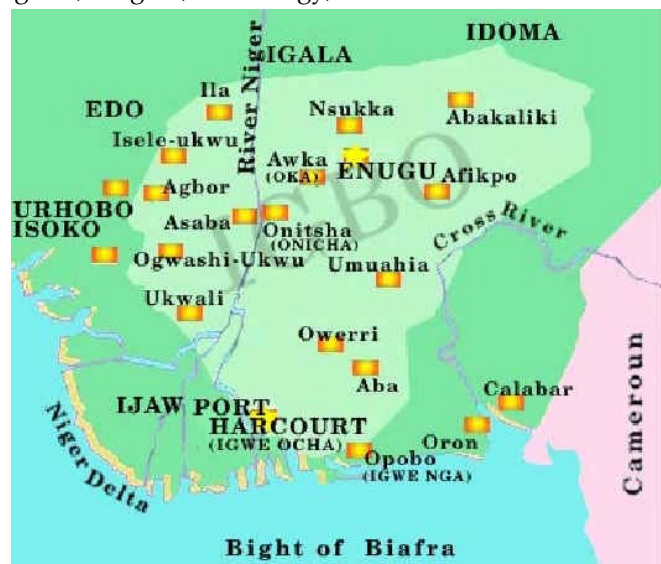 IDOMA
IGALA
Ila
EDO
River Niger
Nsukka
Abakaliki
Isele-ukwu
Awka
(OKA)
ENUGU
Afikpo
Agbor
URHOBO
ISOKO
Asaba
Onitsha
(ONICHA)
IGBO
Cross River
Ogwashi-Ukwu
Umuahia
Ukwali
Owerri
Aba
Calabar
IJAW
PORT
HARCOURT
(IGWE OCHA)
Oron
Opobo
(IGWE NGA)
Niger Delta
Cameroun
Bight of Biafra